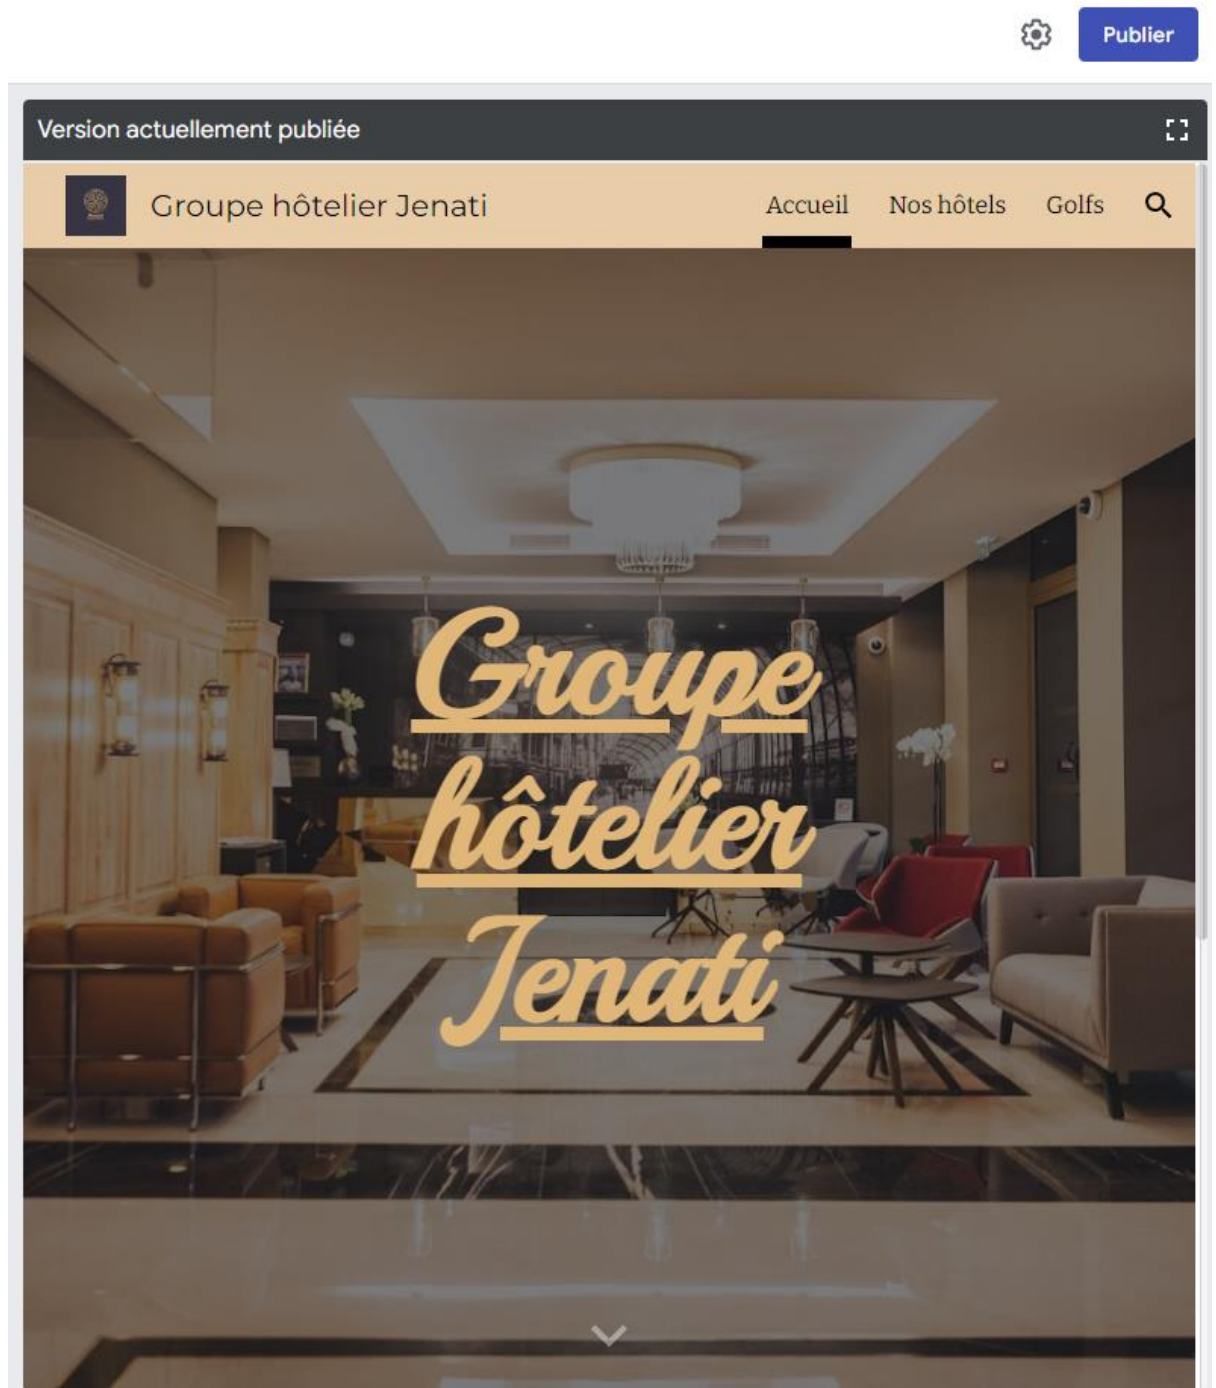 Publier
Version actuellement publiée
Groupe hôtelier Jenati Accueil Nos hôtels Golfs
Groupe
hôtelier
Jenati